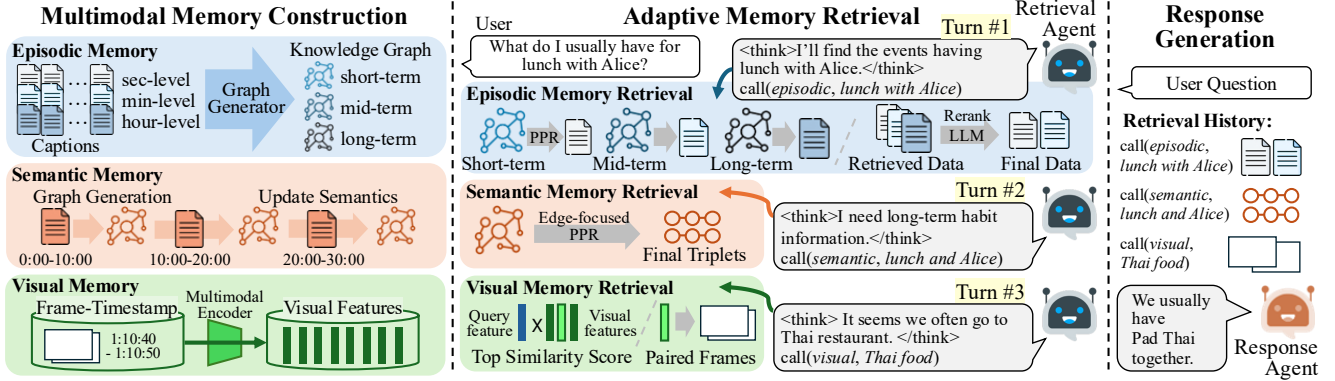 Multimodal Memory Construction
Episodic Memory
sec-level
min-level
hour-level
Captions
Graph
Generator
Knowledge Graph
short-term
mid-term
long-term
Semantic Memory
Graph Generation
Update Semantics
0:00-10:00
10:00-20:00
20:00-30:00
Visual Memory
Frame-Timestamp
1:10:40
- 1:10:50
Multimodal
Encoder
Visual Features
Adaptive Memory Retrieval
User
What do I usually have for
lunch with Alice?
Turn #1
Retrieval
Agent
<think>I'll find the events having
lunch with Alice.</think>
call(episodic, lunch with Alice)
Episodic Memory Retrieval
PPR
Short-term
Mid-term
Long-term
Retrieved Data
Rerank
LLM
Final Data
Semantic Memory Retrieval
Edge-focused
PPR
Final Triplets
Turn #2
<think>I need long-term habit
information.</think>
call(semantic, lunch and Alice)
Visual Memory Retrieval
Query
feature
X
Visual
features
Top Similarity Score
Paired Frames
Turn #3
<think> It seems we often go to
Thai restaurant. </think>
call(visual, Thai food)
Response
Generation
User Question
Retrieval History:
call(episodic,
lunch with Alice)
call(semantic,
lunch and Alice)
call(visual,
Thai food)
We usually
have
Pad Thai
together.
Response
Agent